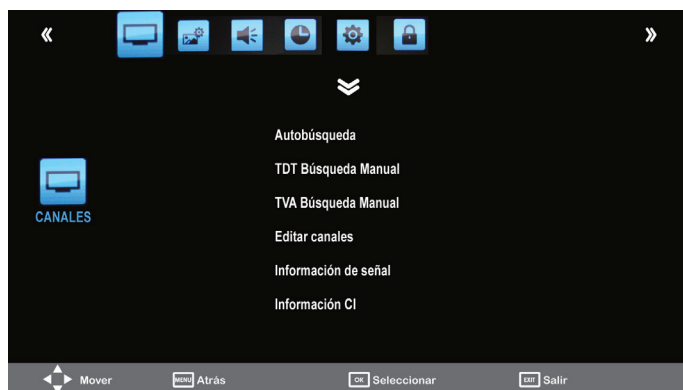 Autobúsqueda
TDT Búsqueda Manual
TVA Búsqueda Manual
CANALES
Editar canales
Información de señal
Información CI
Mover MENU Atrás OK Seleccionar EXIT Salir